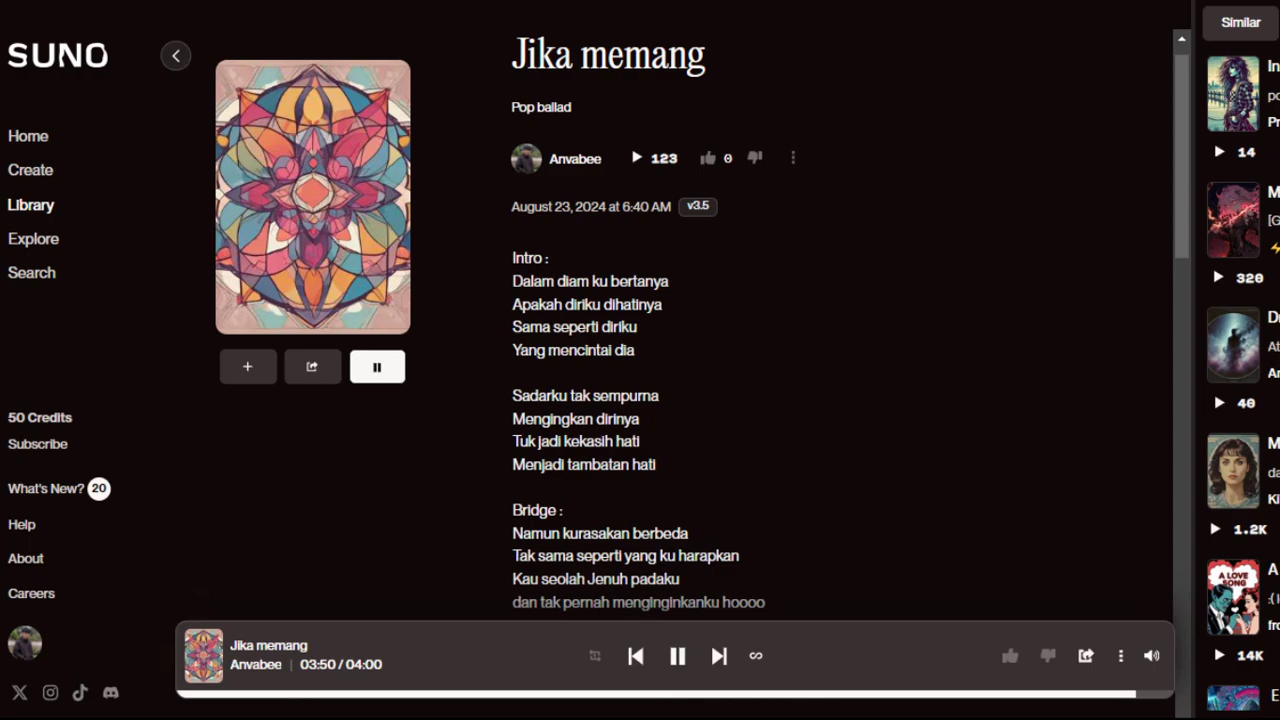 SUNO
Home
Create
Library
Explore
Search
50 Credits
Subscribe
What's New? 20
Help
About
Careers
Jika memang
Pop ballad
Anvabee 123 0
August 23, 2024 at 6:40 AM v3.5
Intro :
Dalam diam ku bertanya
Apakah diriku dihatinya
Sama seperti diriku
Yang mencintai dia
Sadarku tak sempurna
Mengingkan dirinya
Tuk jadi kekasih hati
Menjadi tambatan hati
Bridge :
Namun kurasakan berbeda
Tak sama seperti yang ku harapkan
Kau seolah Jenuh padaku
dan tak pernah menginginkanku hoooo
Jika memang
Anvabee | 03:50 / 04:00
Similar
14
320
40
1.2K
A LOVE SONG
14K